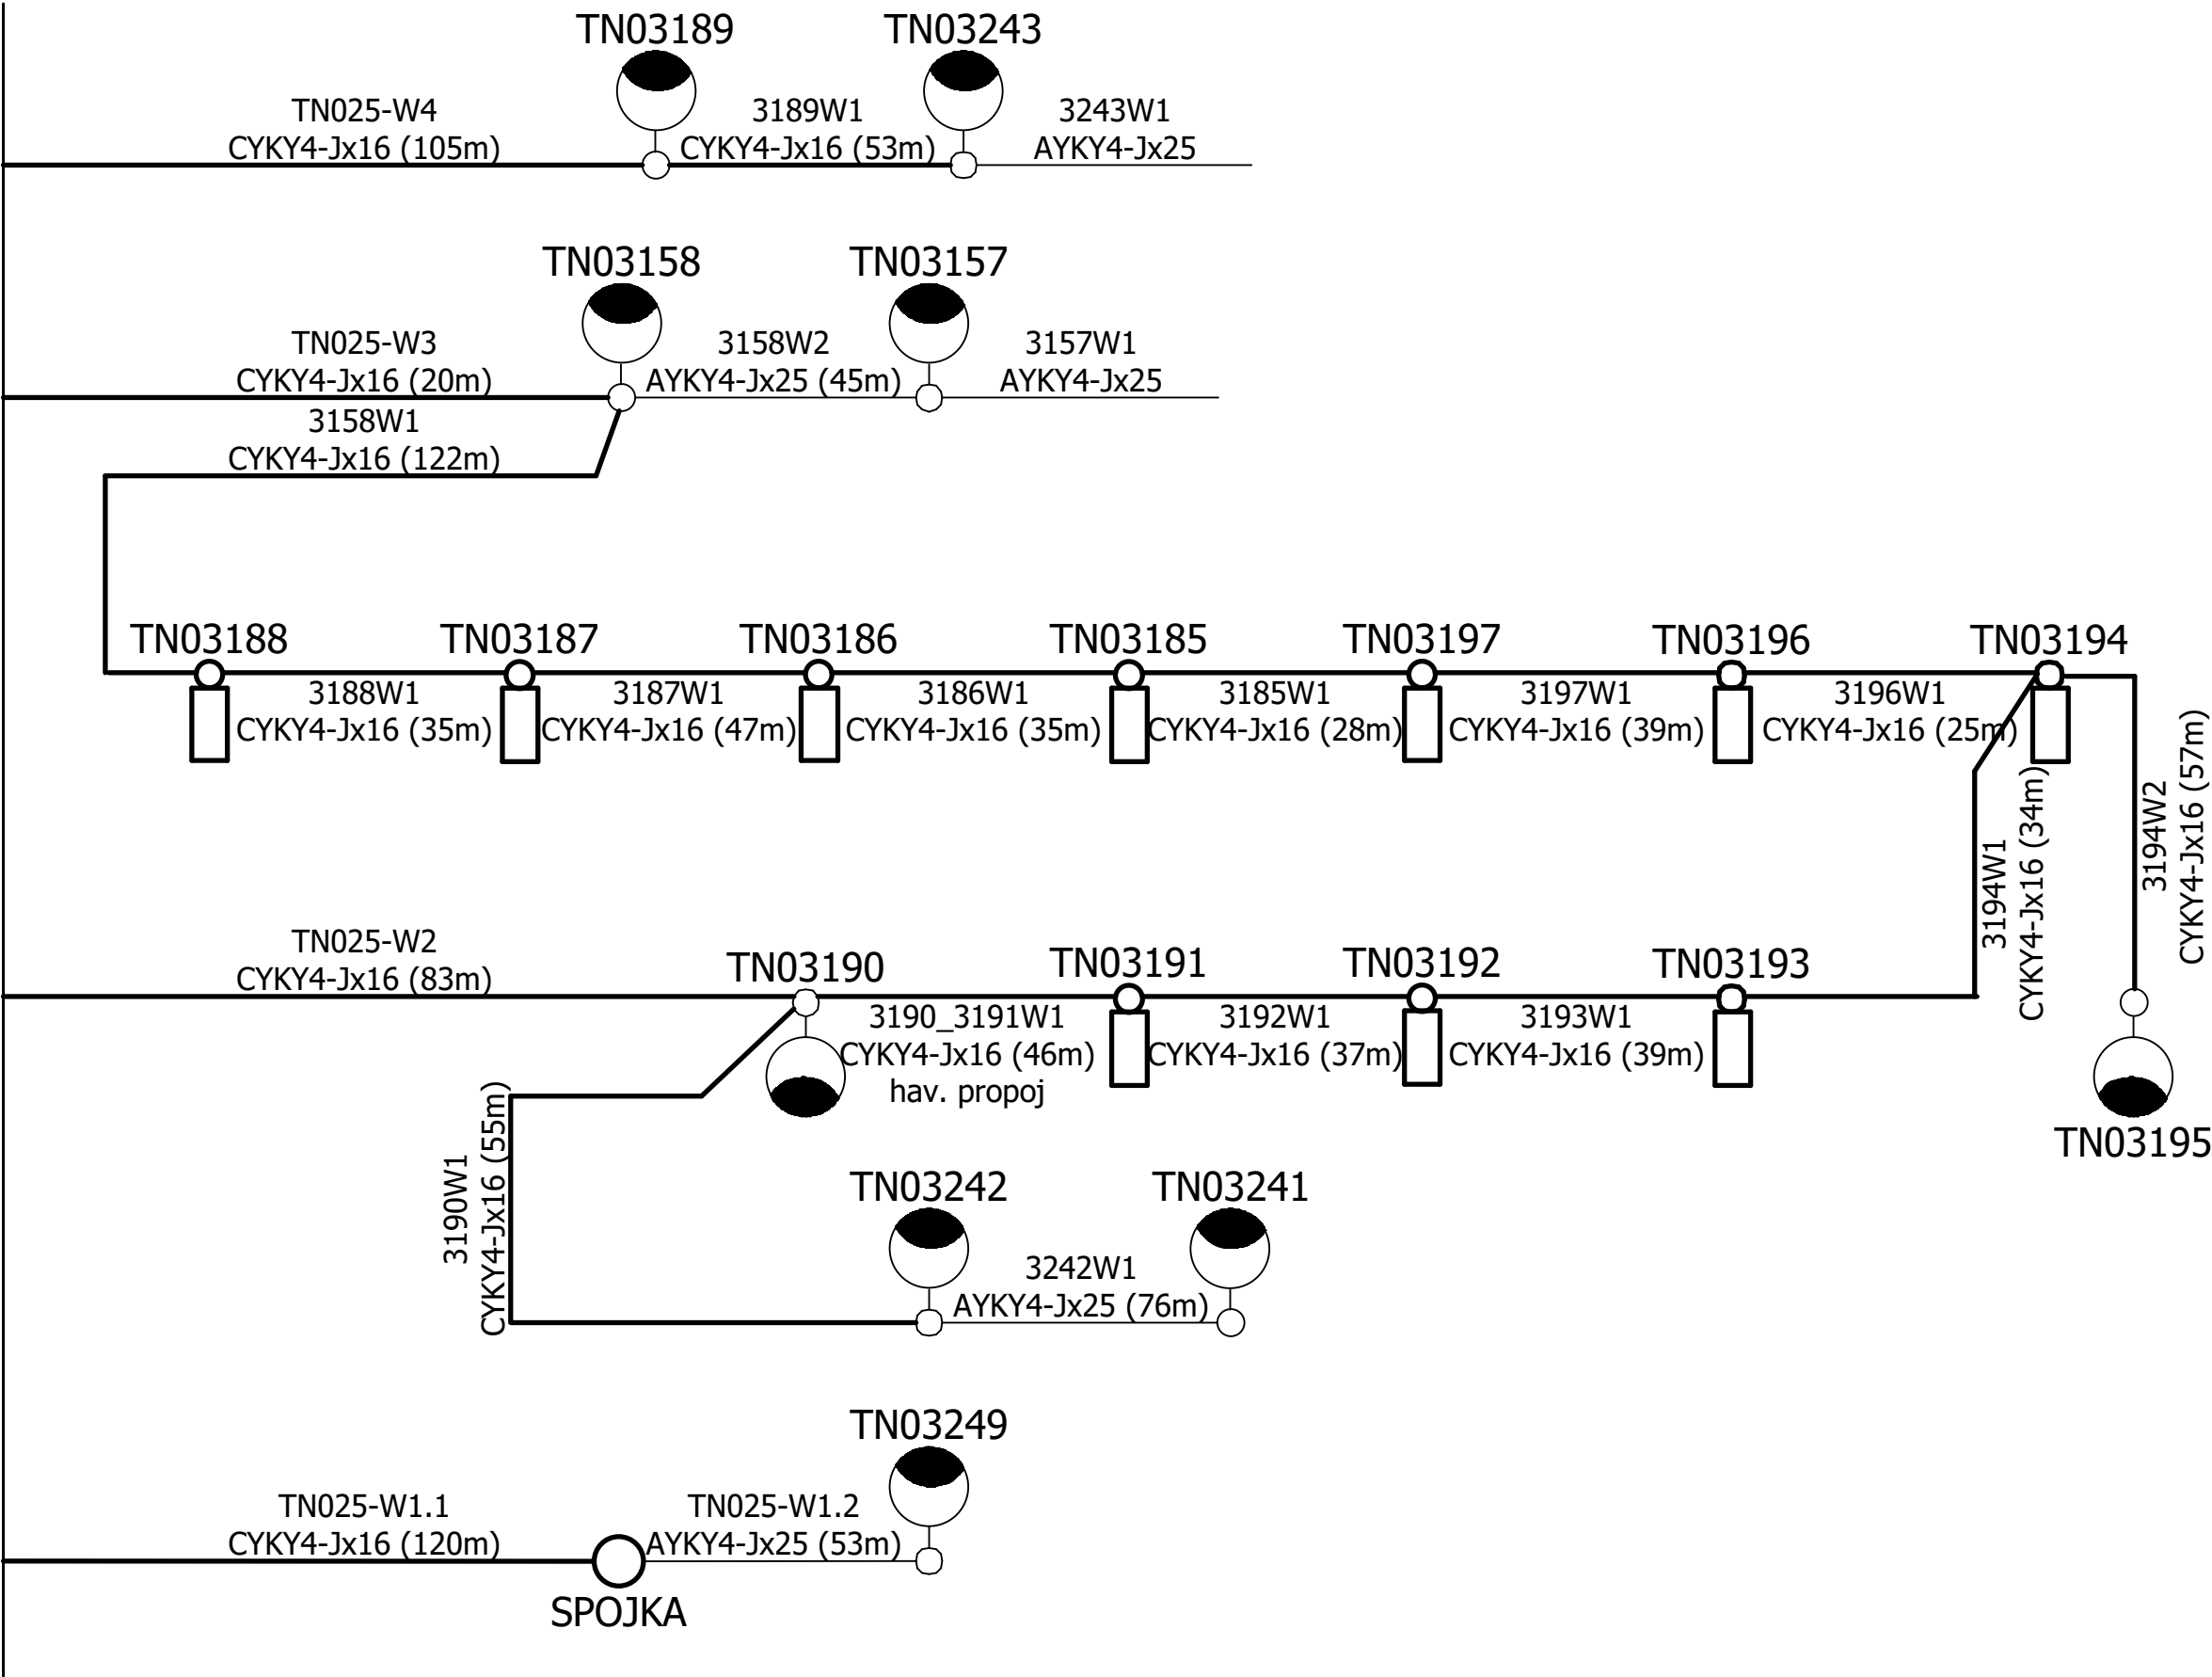 TN03189
TN03243
TN025-W4
CYKY4-Jx16 (105m)
3189W1
CYKY4-Jx16 (53m)
3243W1
AYKY4-Jx25
TN03158
TN03157
TN025-W3
CYKY4-Jx16 (20m)
3158W2
AYKY4-Jx25 (45m)
3157W1
AYKY4-Jx25
3158W1
CYKY4-Jx16 (122m)
TN03188
TN03187
TN03186
TN03185
TN03197
TN03196
TN03194
3188W1
CYKY4-Jx16 (35m)
3187W1
CYKY4-Jx16 (47m)
3186W1
CYKY4-Jx16 (35m)
3185W1
CYKY4-Jx16 (28m)
3197W1
CYKY4-Jx16 (39m)
3196W1
CYKY4-Jx16 (25m)
3194W1
CYKY4-Jx16 (34m)
3194W2
CYKY4-Jx16 (57m)
TN025-W2
CYKY4-Jx16 (83m)
TN03190
TN03191
TN03192
TN03193
3190_3191W1
CYKY4-Jx16 (46m)
hav. propoj
3192W1
CYKY4-Jx16 (37m)
3193W1
CYKY4-Jx16 (39m)
TN03195
3190W1
CYKY4-Jx16 (55m)
TN03242
TN03241
3242W1
AYKY4-Jx25 (76m)
TN03249
TN025-W1.1
CYKY4-Jx16 (120m)
TN025-W1.2
AYKY4-Jx25 (53m)
SPOJKA